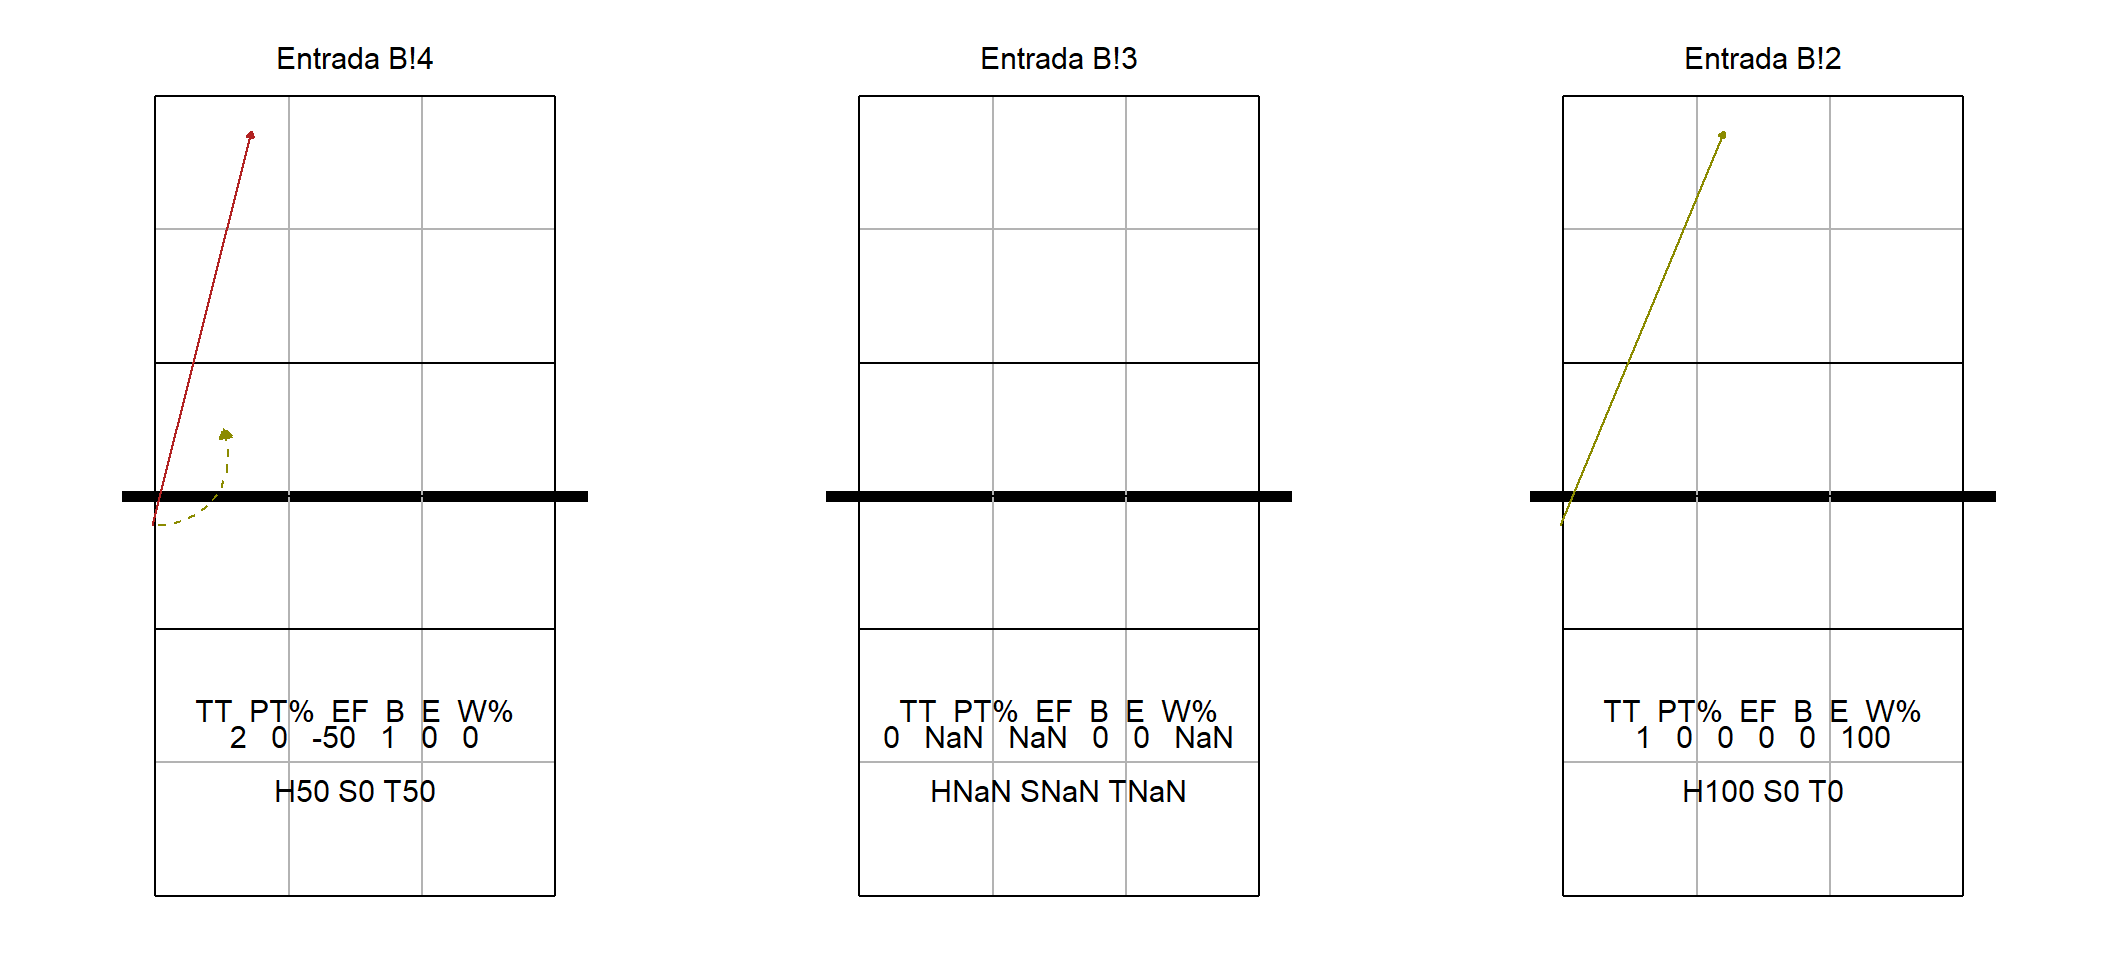 Entrada B!4
TT PT% EF B E W%
2 0 -50 1 0 0
H50 S0 T50
Entrada B!3
TT PT% EF B E W%
0 NaN NaN 0 0 NaN
HNaN SNaN TNaN
Entrada B!2
TT PT% EF B E W%
1 0 0 0 0 100
H100 S0 T0